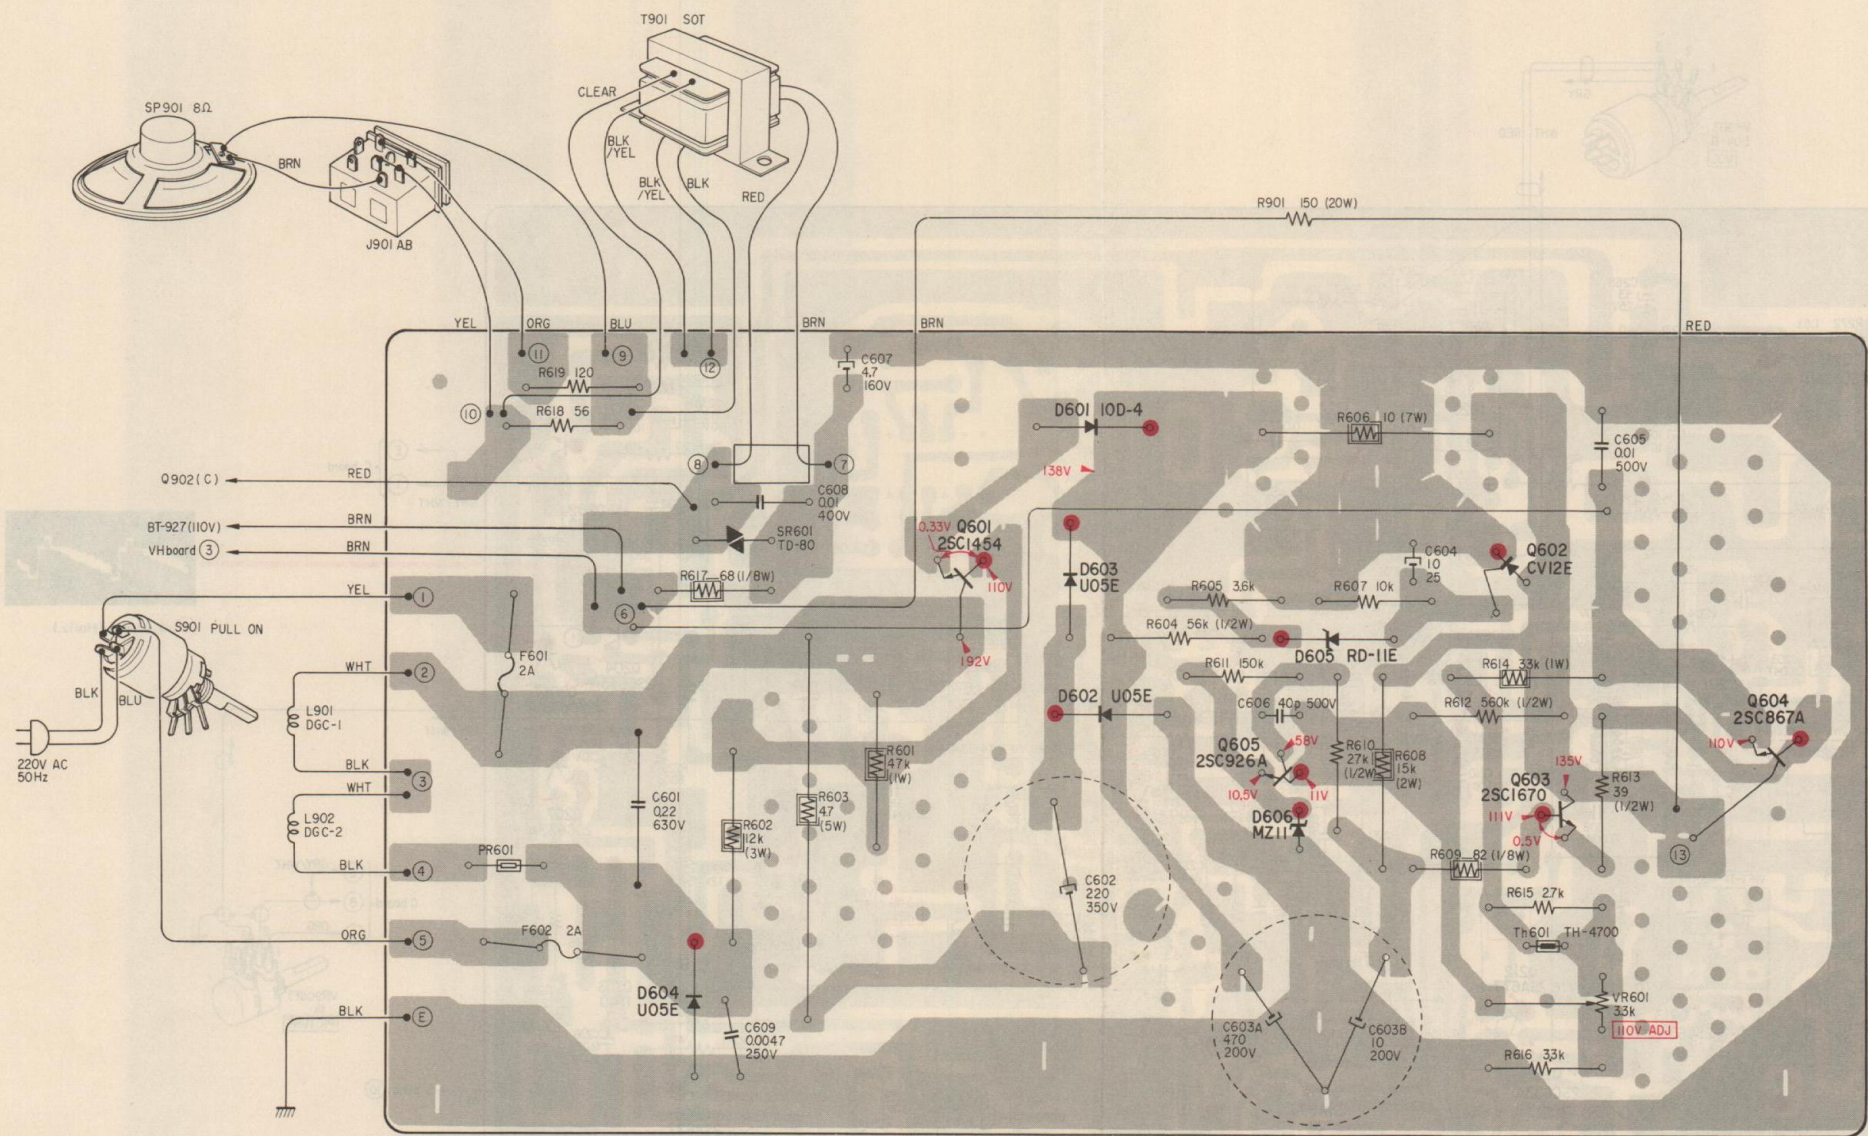 T901 SOT
CLEAR
BLK
/YEL
BLK
/YEL
BLK
RED
SP901 8Ω
BRN
J901 AB
R901 150 (20W)
YEL
ORG
BLU
BRN
BRN
RED
11
9
12
R619 120
10
R618 56
C607
4.7
160V
8
7
D601 10D-4
R606 10 (7W)
C605
0.01
500V
138V
Q902(C)
RED
C608
0.01
400V
BT-927(110V)
BRN
SR601
TD-80
VHboard 3
BRN
0.33V
Q601
2SC1454
110V
192V
D603
U05E
C604
10
25
Q602
CV12E
R617 68(1/8W)
R605 3.6k
R607 10k
YEL
1
6
R604 56k (1/2W)
D605 RD-11E
S901 PULL ON
F601
2A
WHT
2
R611 150k
R614 33k (1W)
BLK
BLU
L901
DGC-1
D602 U05E
C606 40p 500V
R612 560k (1/2W)
Q604
2SC867A
110V
220V AC
50Hz
BLK
3
WHT
R601
47k
(1W)
Q605
2SC926A
58V
10.5V
11V
R610
27k
(1/2W)
R608
15k
(2W)
135V
Q603
2SC1670
111V
0.5V
R613
39
(1/2W)
L902
DGC-2
C601
0.22
630V
R602
12k
(3W)
R603
4.7
(5W)
D606
MZ11
13
PR601
BLK
4
R609 82 (1/8W)
C602
220
350V
R615 2.7k
ORG
5
F602 2A
Th601 TH-4700
D604
U05E
BLK
E
C609
0.0047
250V
C603A
470
200V
C603B
10
200V
VR601
3.3k
110V ADJ
R616 3.3k